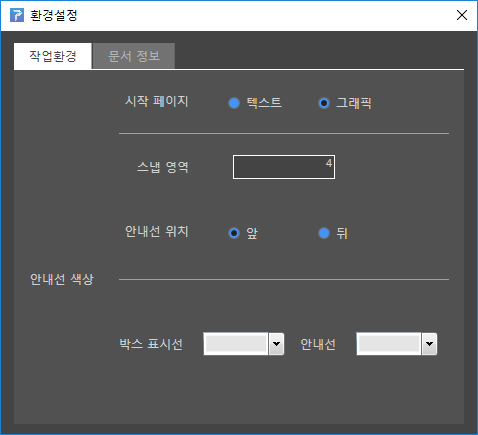 환경설정
작업환경 문서 정보
시작 페이지 텍스트 그래픽
스냅 영역 4
안내선 위치 앞 뒤
안내선 색상
박스 표시선 안내선